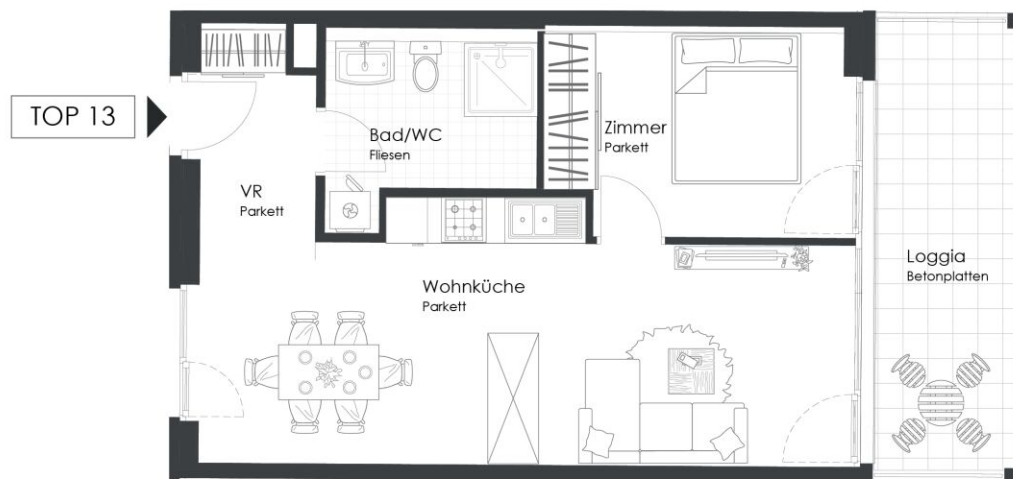 TOP 13
Bad/WC
Fliesen
Zimmer
Parkett
VR
Parkett
Wohnküche
Parkett
Loggia
Betonplatten